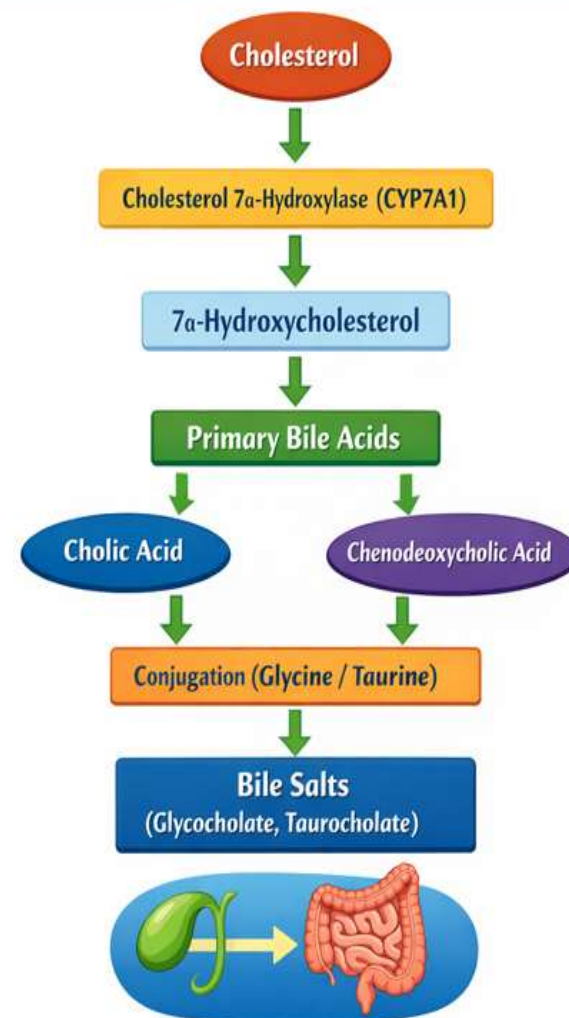 Cholesterol
Cholesterol 7α-Hydroxylase (CYP7A1)
7α-Hydroxycholesterol
Primary Bile Acids
Cholic Acid
Chenodeoxycholic Acid
Conjugation (Glycine / Taurine)
Bile Salts
(Glycocholate, Taurocholate)